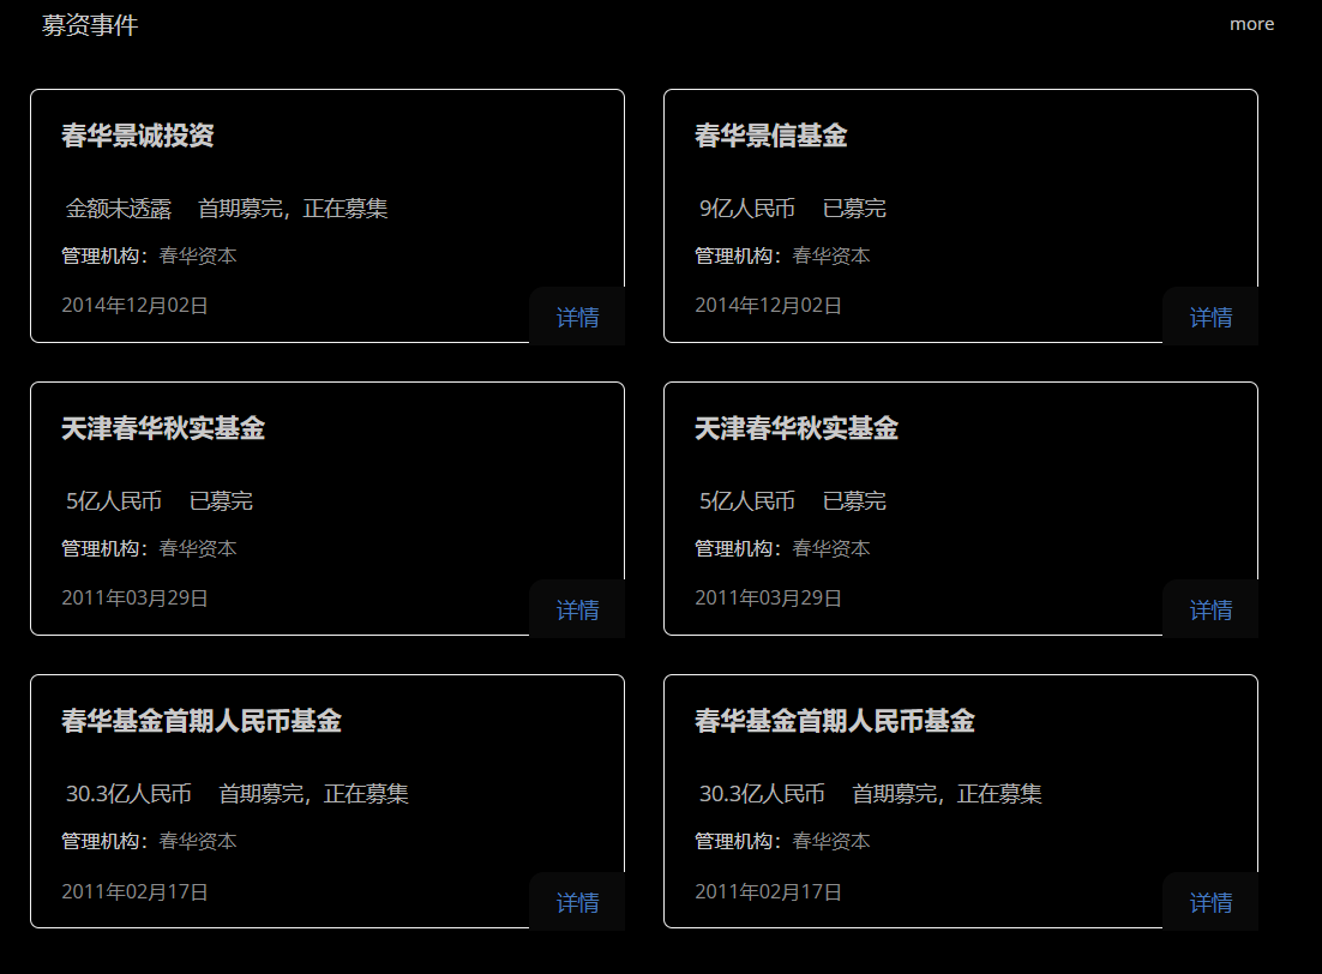 募资事件
more
春华景诚投资
金额未透露 首期募完，正在募集
管理机构：春华资本
2014年12月02日
详情
春华景信基金
9亿人民币 已募完
管理机构：春华资本
2014年12月02日
详情
天津春华秋实基金
5亿人民币 已募完
管理机构：春华资本
2011年03月29日
详情
天津春华秋实基金
5亿人民币 已募完
管理机构：春华资本
2011年03月29日
详情
春华基金首期人民币基金
30.3亿人民币 首期募完，正在募集
管理机构：春华资本
2011年02月17日
详情
春华基金首期人民币基金
30.3亿人民币 首期募完，正在募集
管理机构：春华资本
2011年02月17日
详情